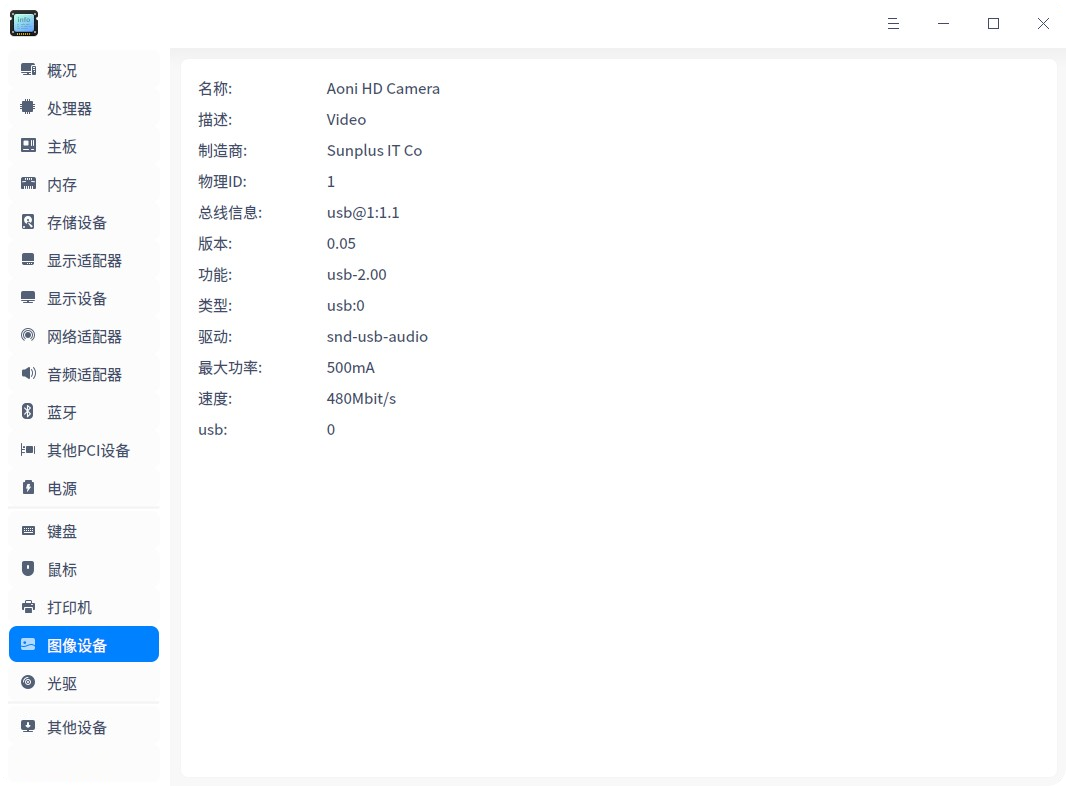 info
概况
处理器
主板
内存
存储设备
显示适配器
显示设备
网络适配器
音频适配器
蓝牙
其他PCI设备
电源
键盘
鼠标
打印机
图像设备
光驱
其他设备
名称: Aoni HD Camera
描述: Video
制造商: Sunplus IT Co
物理ID: 1
总线信息: usb@1:1.1
版本: 0.05
功能: usb-2.00
类型: usb:0
驱动: snd-usb-audio
最大功率: 500mA
速度: 480Mbit/s
usb: 0